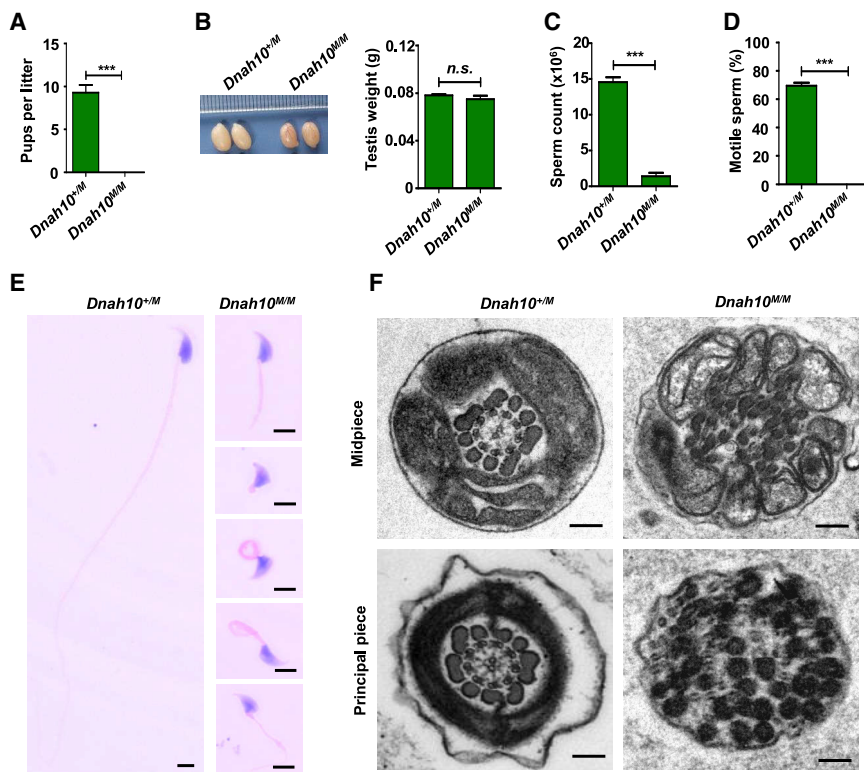 A
Pups per litter
15
10
5
0
***
Dnah10+/M
Dnah10M/M
B
Dnah10+/M
Dnah10M/M
Testis weight (g)
0.12
0.08
0.04
0
n.s.
Dnah10+/M
Dnah10M/M
C
Sperm count (x10⁶)
20
15
10
5
0
***
Dnah10+/M
Dnah10M/M
D
Motile sperm (%)
100
80
60
40
20
0
***
Dnah10+/M
Dnah10M/M
E
Dnah10+/M
Dnah10M/M
F
Dnah10+/M
Dnah10M/M
Midpiece
Principal piece